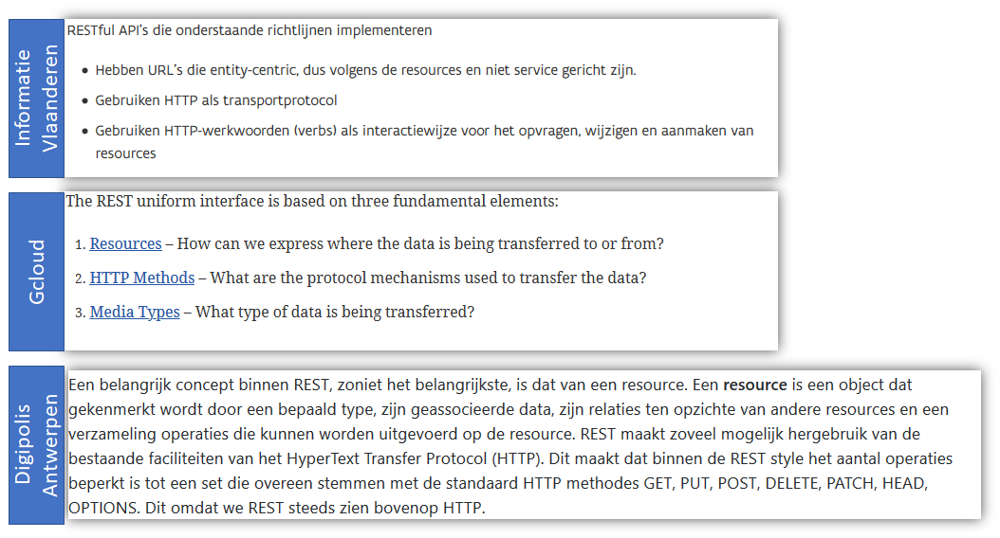 Informatie
Vlaanderen
RESTful API's die onderstaande richtlijnen implementeren
• Hebben URL's die entity-centric, dus volgens de resources en niet service gericht zijn.
• Gebruiken HTTP als transportprotocol
• Gebruiken HTTP-werkwoorden (verbs) als interactiewijze voor het opvragen, wijzigen en aanmaken van
resources
Gcloud
The REST uniform interface is based on three fundamental elements:
1. Resources – How can we express where the data is being transferred to or from?
2. HTTP Methods – What are the protocol mechanisms used to transfer the data?
3. Media Types – What type of data is being transferred?
Digipolis
Antwerpen
Een belangrijk concept binnen REST, zoniet het belangrijkste, is dat van een resource. Een resource is een object dat
gekenmerkt wordt door een bepaald type, zijn geassocieerde data, zijn relaties ten opzichte van andere resources en een
verzameling operaties die kunnen worden uitgevoerd op de resource. REST maakt zoveel mogelijk hergebruik van de
bestaande faciliteiten van het HyperText Transfer Protocol (HTTP). Dit maakt dat binnen de REST style het aantal operaties
beperkt is tot een set die overeen stemmen met de standaard HTTP methodes GET, PUT, POST, DELETE, PATCH, HEAD,
OPTIONS. Dit omdat we REST steeds zien bovenop HTTP.